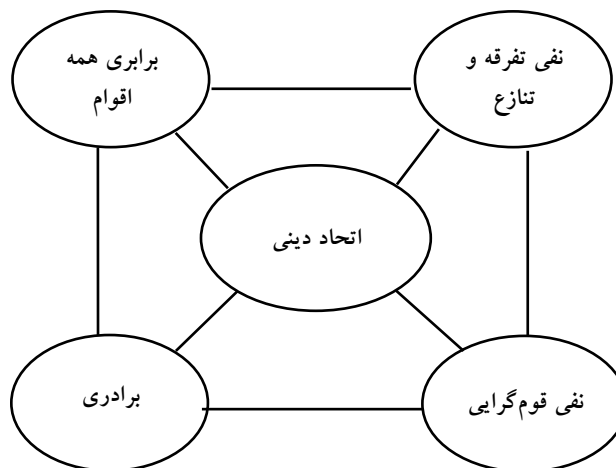 نفی تفرقه و
تنازع
برابری همه
اقوام
اتحاد دینی
نفی قوم‌گرایی
برادری